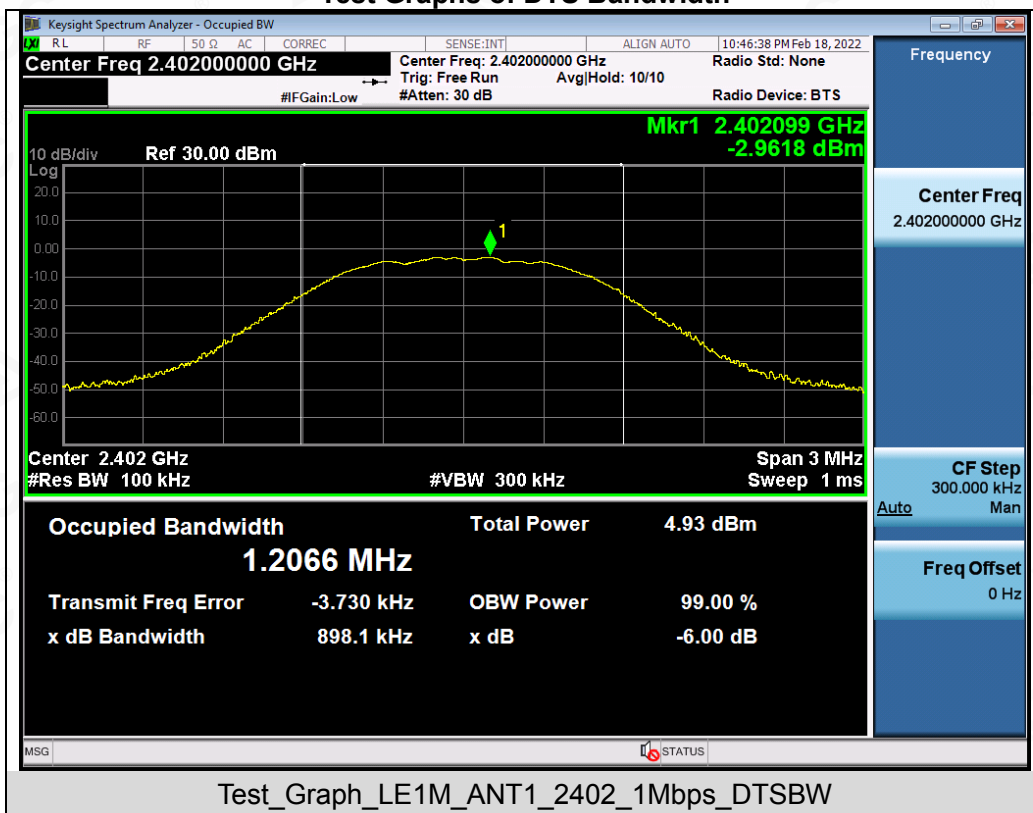 Test Graphs of DTS Bandwidth
Keysight Spectrum Analyzer - Occupied BW
LXI RL RF 50 Ω AC CORREC SENSE:INT ALIGN AUTO 10:46:38 PM Feb 18, 2022
Center Freq 2.402000000 GHz
Center Freq: 2.402000000 GHz
Radio Std: None
Trig: Free Run Avg|Hold: 10/10
#IFGain:Low
#Atten: 30 dB
Radio Device: BTS
Mkr1 2.402099 GHz
-2.9618 dBm
10 dB/div Ref 30.00 dBm
Log
20.0
10.0
0.00
-10.0
-20.0
-30.0
-40.0
-50.0
-60.0
1
Center 2.402 GHz
Span 3 MHz
#Res BW 100 kHz
#VBW 300 kHz
Sweep 1 ms
Occupied Bandwidth
Total Power 4.93 dBm
1.2066 MHz
Transmit Freq Error -3.730 kHz
OBW Power 99.00 %
x dB Bandwidth 898.1 kHz
x dB -6.00 dB
MSG
STATUS
Frequency
Center Freq
2.402000000 GHz
CF Step
300.000 kHz
Auto Man
Freq Offset
0 Hz
Test_Graph_LE1M_ANT1_2402_1Mbps_DTSBW